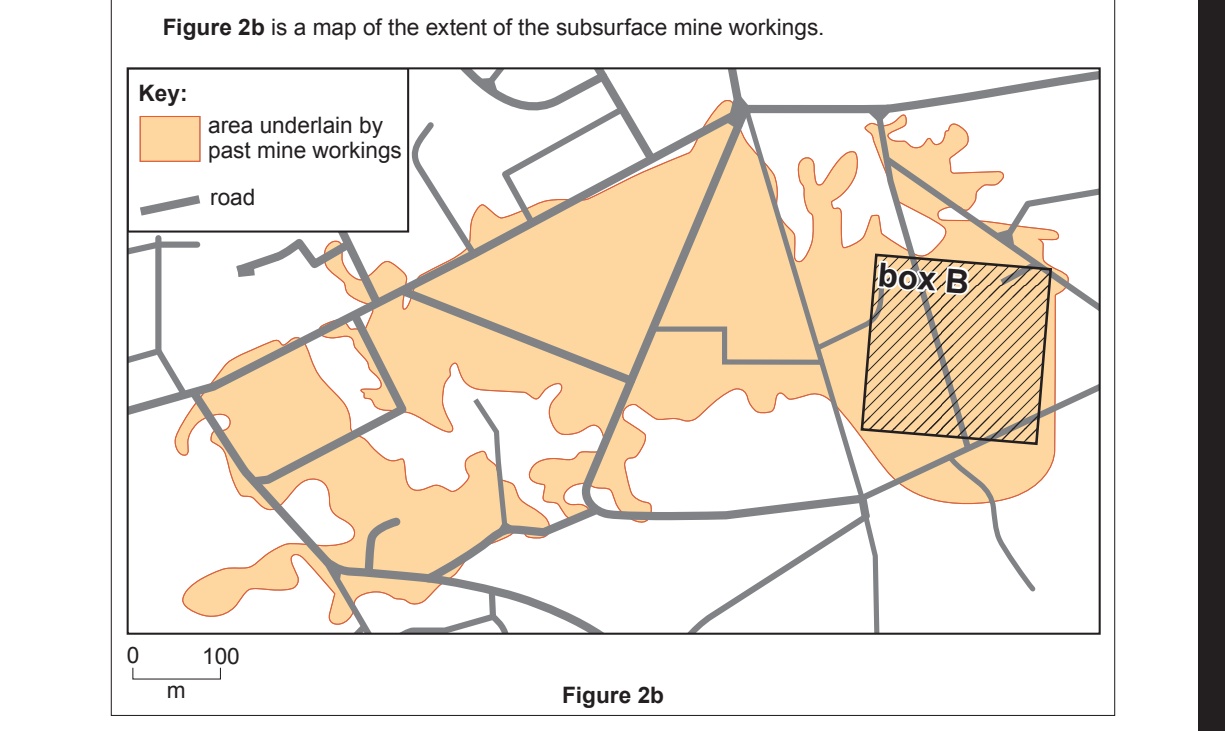 Figure 2b is a map of the extent of the subsurface mine workings.
Key:
area underlain by
past mine workings
road
box B
0 100
m
Figure 2b